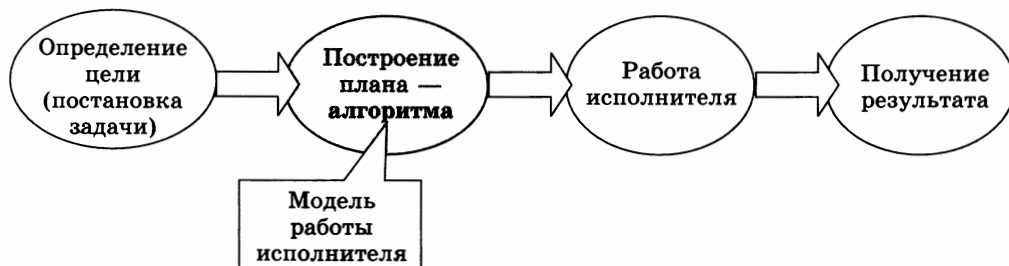 Определение
цели
(постановка
задачи)
Построение
плана —
алгоритма
Работа
исполнителя
Получение
результата
Модель
работы
исполнителя